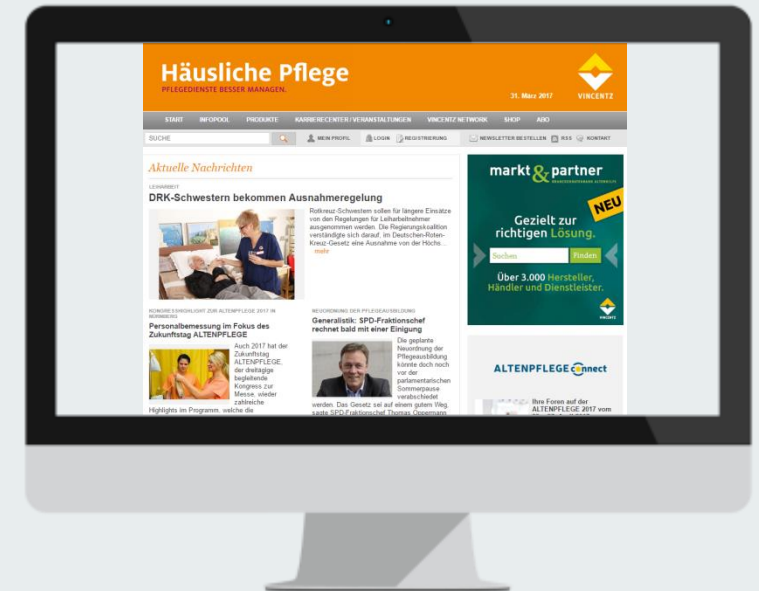 Häusliche Pflege
PFLEGEDIENSTE BESSER MANAGEN.
31. März 2017
VINCENTZ
START INFOPOOL PRODUKTE KARRIERECENTER / VERANSTALTUNGEN VINCENTZ NETWORK SHOP ABO
SUCHE MEIN PROFIL LOGIN REGISTRIERUNG NEWSLETTER BESTELLEN RSS KONTAKT
Aktuelle Nachrichten
LEIHARBEIT
DRK-Schwestern bekommen Ausnahmeregelung
Rotkreuz-Schwestern sollen für längere Einsätze
von den Regelungen für Leiharbeitnehmer
ausgenommen werden. Die Regierungskoalition
verständigte sich darauf, im Deutschen-Roten-
Kreuz-Gesetz eine Ausnahme von der Höchs...
mehr
KONGRESSHIGHLIGHT ZUR ALTENPFLEGE 2017 IN
NÜRNBERG
Personalbemessung im Fokus des
Zukunftstag ALTENPFLEGE
Auch 2017 hat der
Zukunftstag
ALTENPFLEGE,
der dreitägige
begleitende
Kongress zur
Messe, wieder
zahlreiche
Highlights im Programm, welche die
NEUORDNUNG DER PFLEGEAUSBILDUNG
Generalistik: SPD-Fraktionschef
rechnet bald mit einer Einigung
Die geplante
Neuordnung der
Pflegeausbildung
könnte doch noch
vor der
parlamentarischen
Sommerpause
verabschiedet
werden. Das Gesetz sei auf einem gutem Weg,
sagte SPD-Fraktionschef Thomas Oppermann
markt & partner
NEU
Gezielt zur
richtigen Lösung.
Suchen Finden
Über 3.000 Hersteller,
Händler und Dienstleister.
VINCENTZ
ALTENPFLEGE connect
Ihre Foren auf der
ALTENPFLEGE 2017 vom